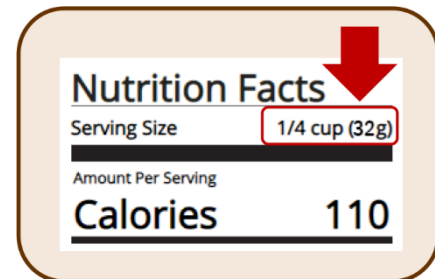 Nutrition Facts
Serving Size 1/4 cup (32g)
Amount Per Serving
Calories 110